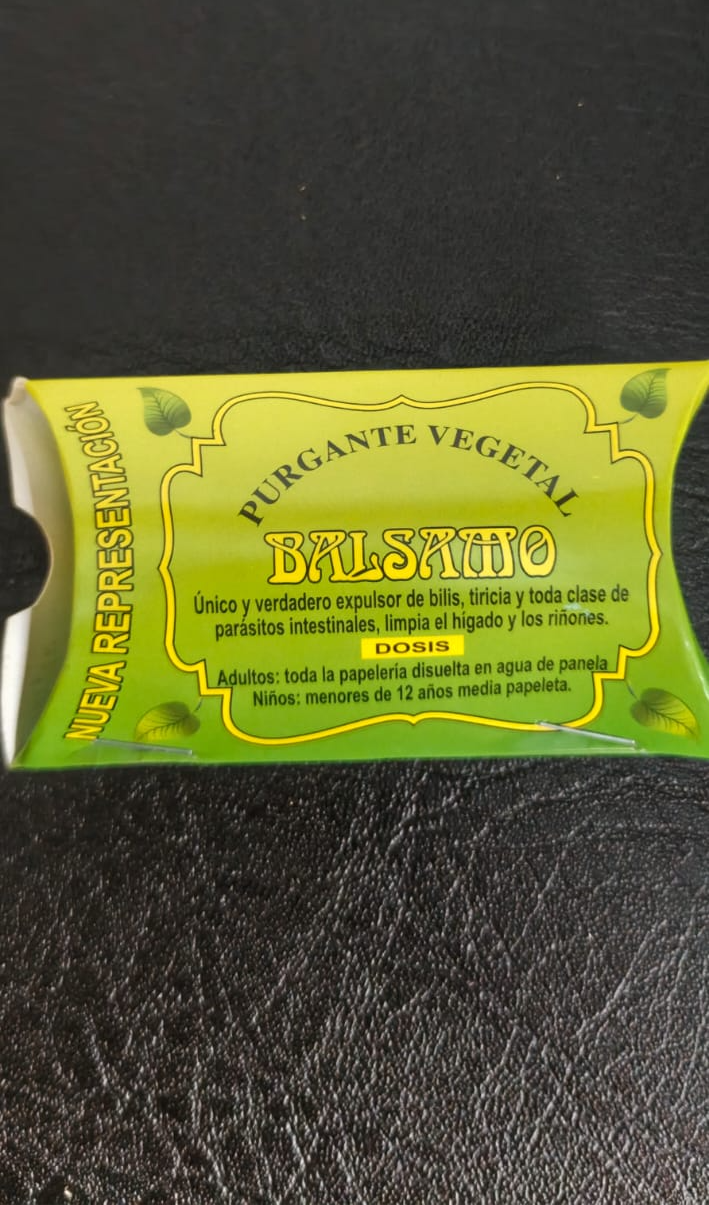 NUEVA REPRESENTACIÓN
PURGANTE VEGETAL
BALSAMO
Único y verdadero expulsor de bilis, tiricia y toda clase de
parásitos intestinales, limpia el hígado y los riñones.
DOSIS
Adultos: toda la papelería disuelta en agua de panela
Niños: menores de 12 años media papeleta.